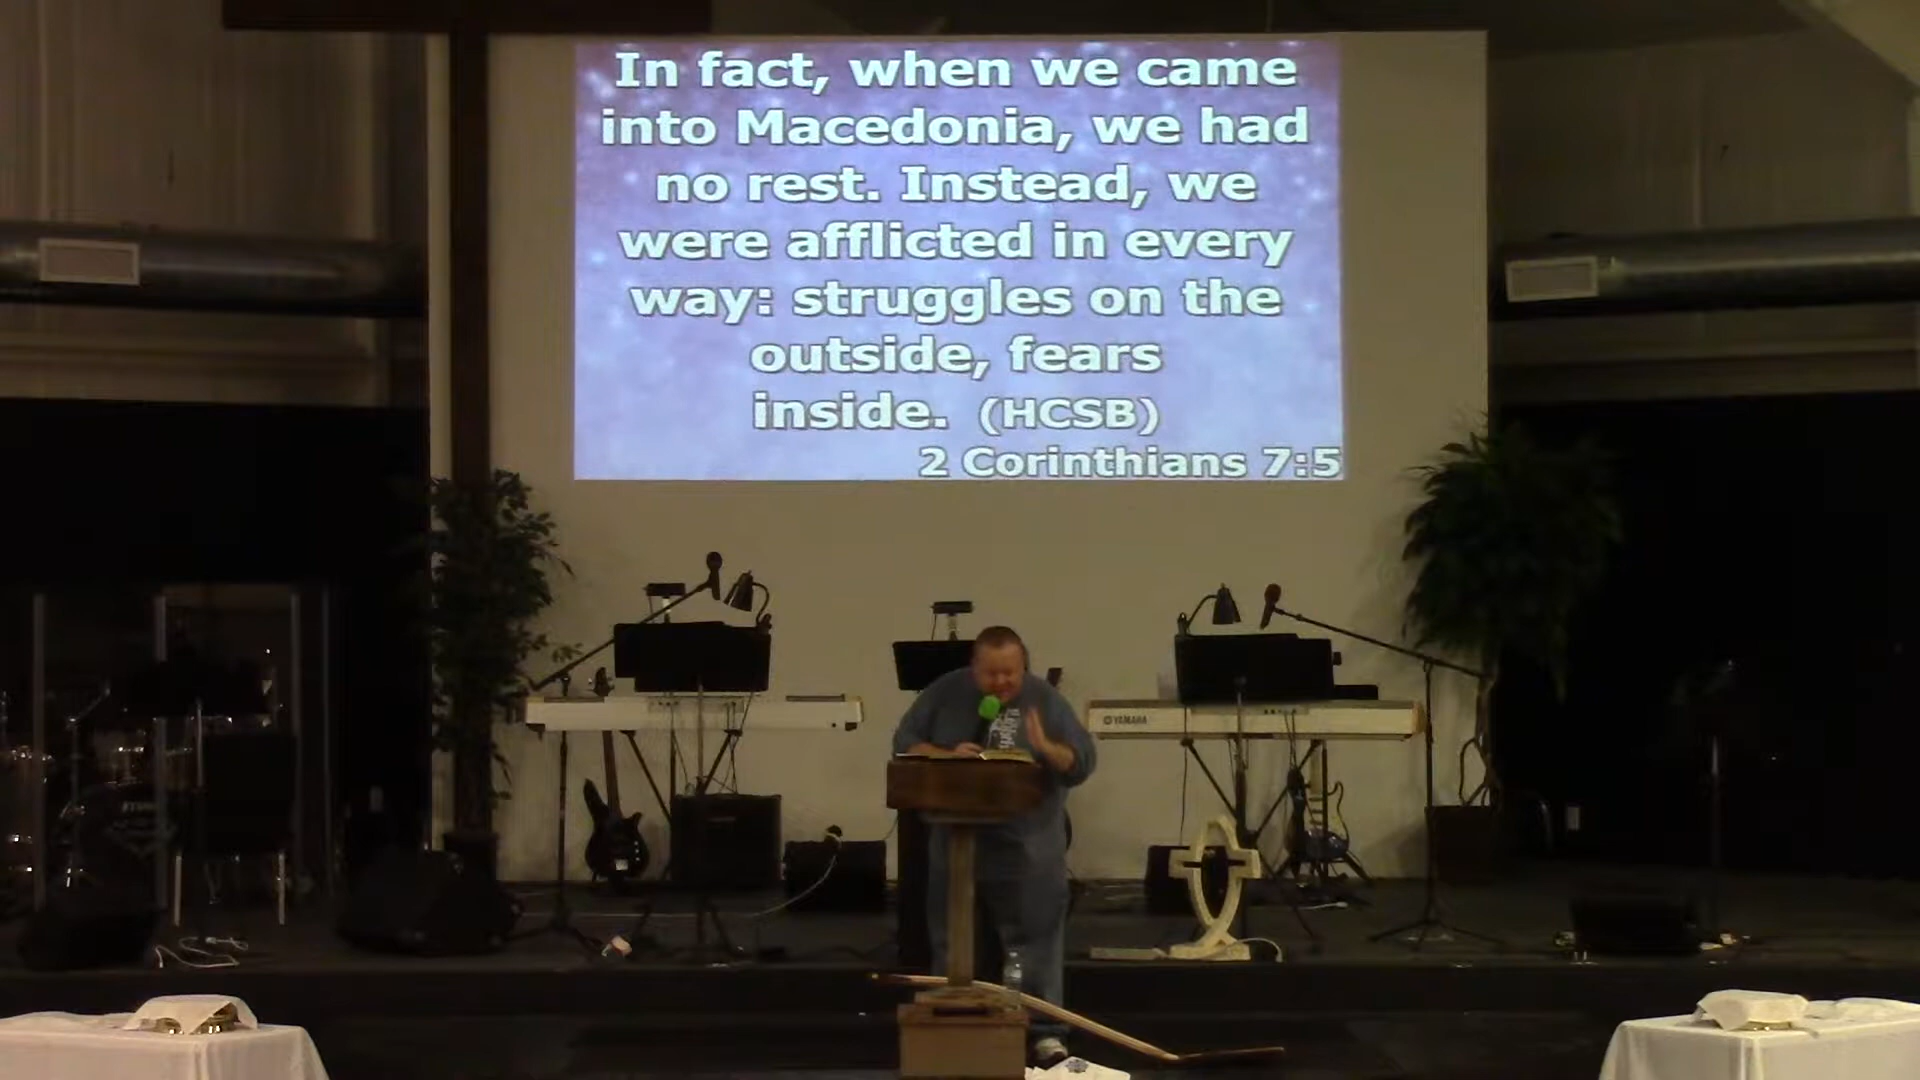 In fact, when we came
into Macedonia, we had
no rest. Instead, we
were afflicted in every
way: struggles on the
outside, fears
inside. (HCSB)
2 Corinthians 7:5
YAMAHA